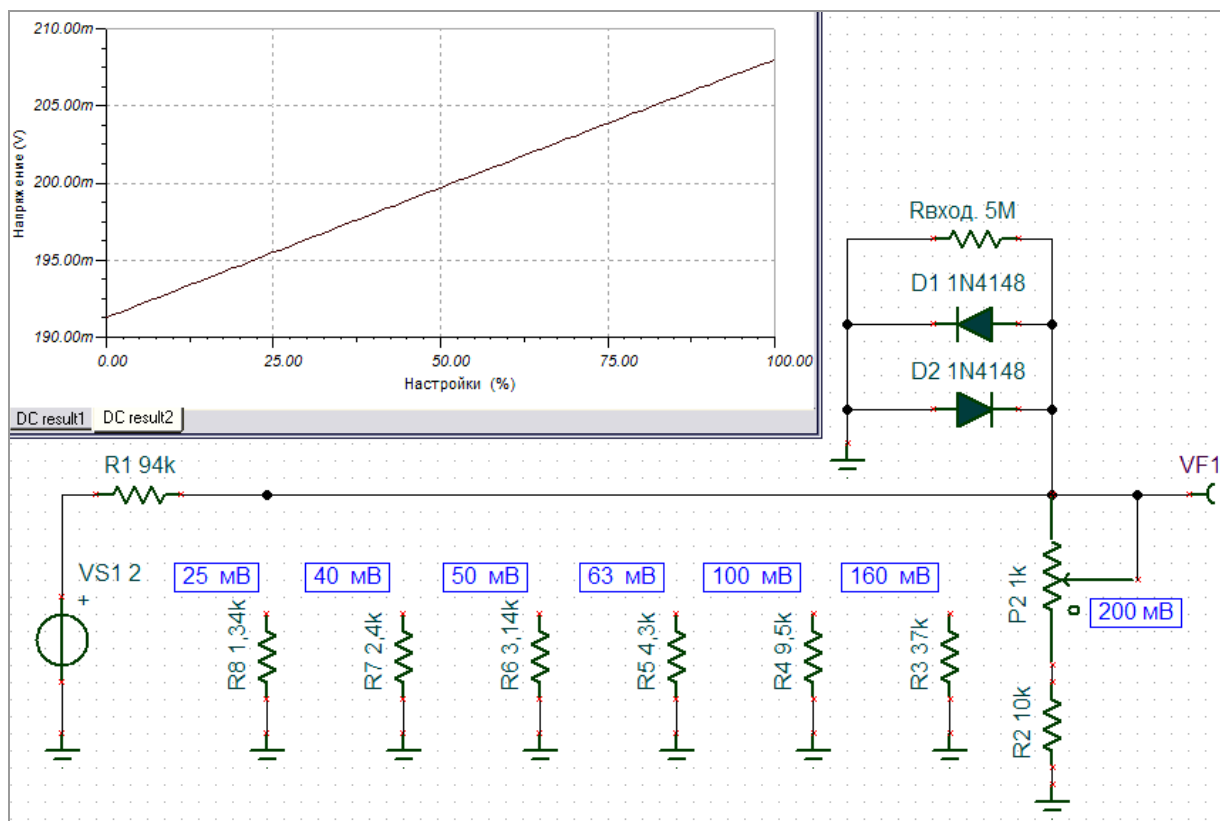 210.00m
205.00m
200.00m
195.00m
190.00m
Напряжение (V)
0.00
25.00
50.00
75.00
100.00
Настройки (%)
DC result1
DC result2
Rвход. 5M
D1 1N4148
D2 1N4148
R1 94k
VF1
VS1 2
+
25 мВ
40 мВ
50 мВ
63 мВ
100 мВ
160 мВ
200 мВ
R8 1,34k
R7 2,4k
R6 3,14k
R5 4,3k
R4 9,5k
R3 37k
P2 1k
R2 10k